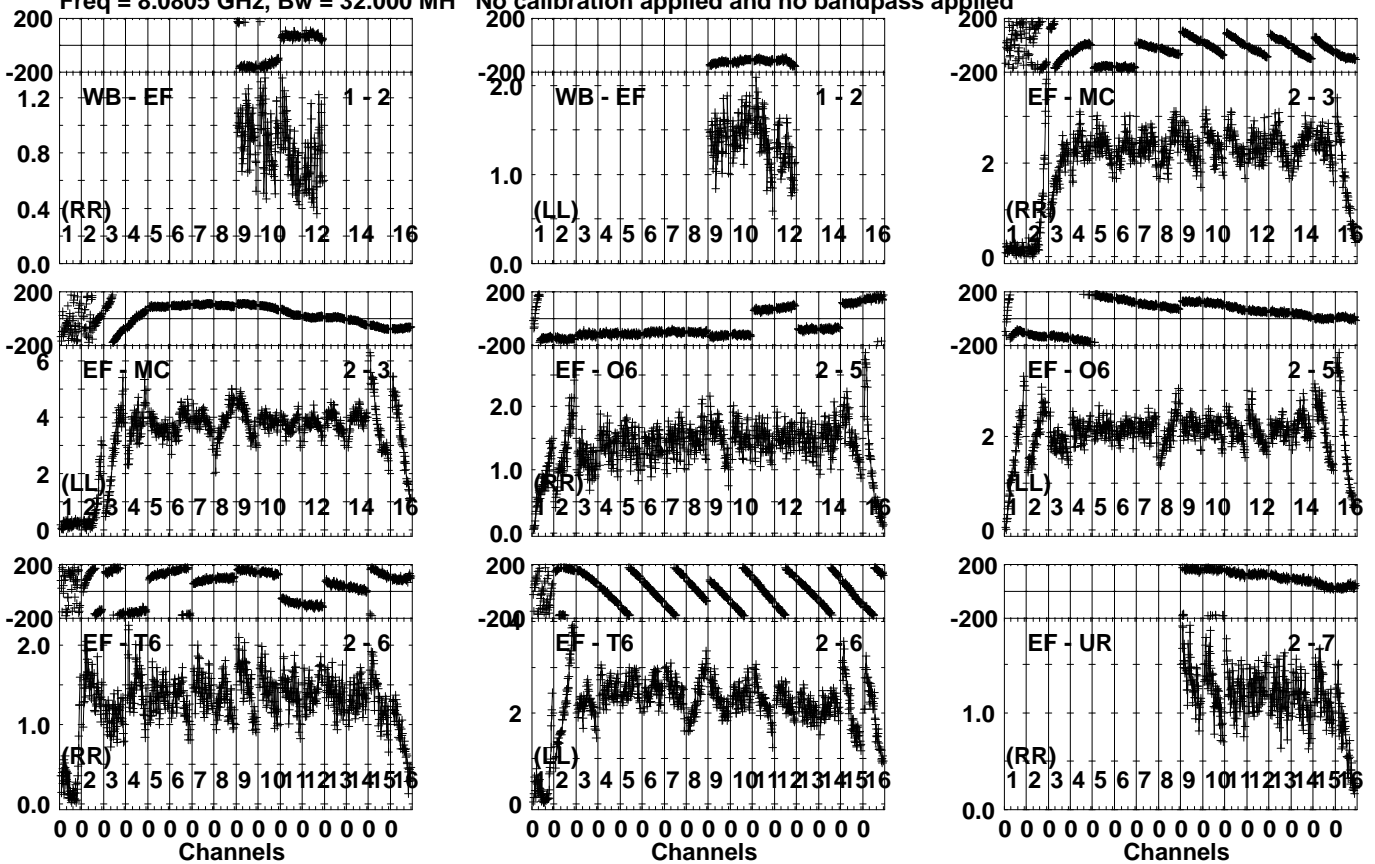 Freq = 8.0805 GHz, Bw = 32.000 MH No calibration applied and no bandpass applied
200
-200
WB - EF 1 - 2
1.2
0.8
0.4
0.0
(RR)
1 2 3 4 5 6 7 8 9 10 12 14 16
200
-200
WB - EF 1 - 2
2.0
1.0
0.0
(LL)
1 2 3 4 5 6 7 8 9 10 12 14 16
200
-200
EF - MC 2 - 3
2
0
(RR)
1 2 3 4 5 6 7 8 9 10 12 14 16
200
-200
EF - MC 2 - 3
6
4
2
0
(LL)
1 2 3 4 5 6 7 8 9 10 12 14 16
200
-200
EF - O6 2 - 5
2.0
1.0
0.0
(RR)
1 2 3 4 5 6 7 8 9 10 12 14 16
200
-200
EF - O6 2 - 5
2
0
(LL)
1 2 3 4 5 6 7 8 9 10 12 14 16
200
-200
EF - T6 2 - 6
2.0
1.0
0.0
(RR)
2 3 4 5 6 7 8 9 10 11 12 13 14 15 16
0 0 0 0 0 0 0 0 0 0 0 0 0 0 0 0
Channels
200
-200
EF - T6 2 - 6
4
2
0
(LL)
1 2 3 4 5 6 7 8 9 10 11 12 13 14 15 16
0 0 0 0 0 0 0 0 0 0 0 0 0 0 0 0
Channels
200
-200
EF - UR 2 - 7
1.0
0.0
(RR)
1 2 3 4 5 6 7 8 9 10 11 12 13 14 15 16
0 0 0 0 0 0 0 0 0 0 0 0 0 0 0 0
Channels